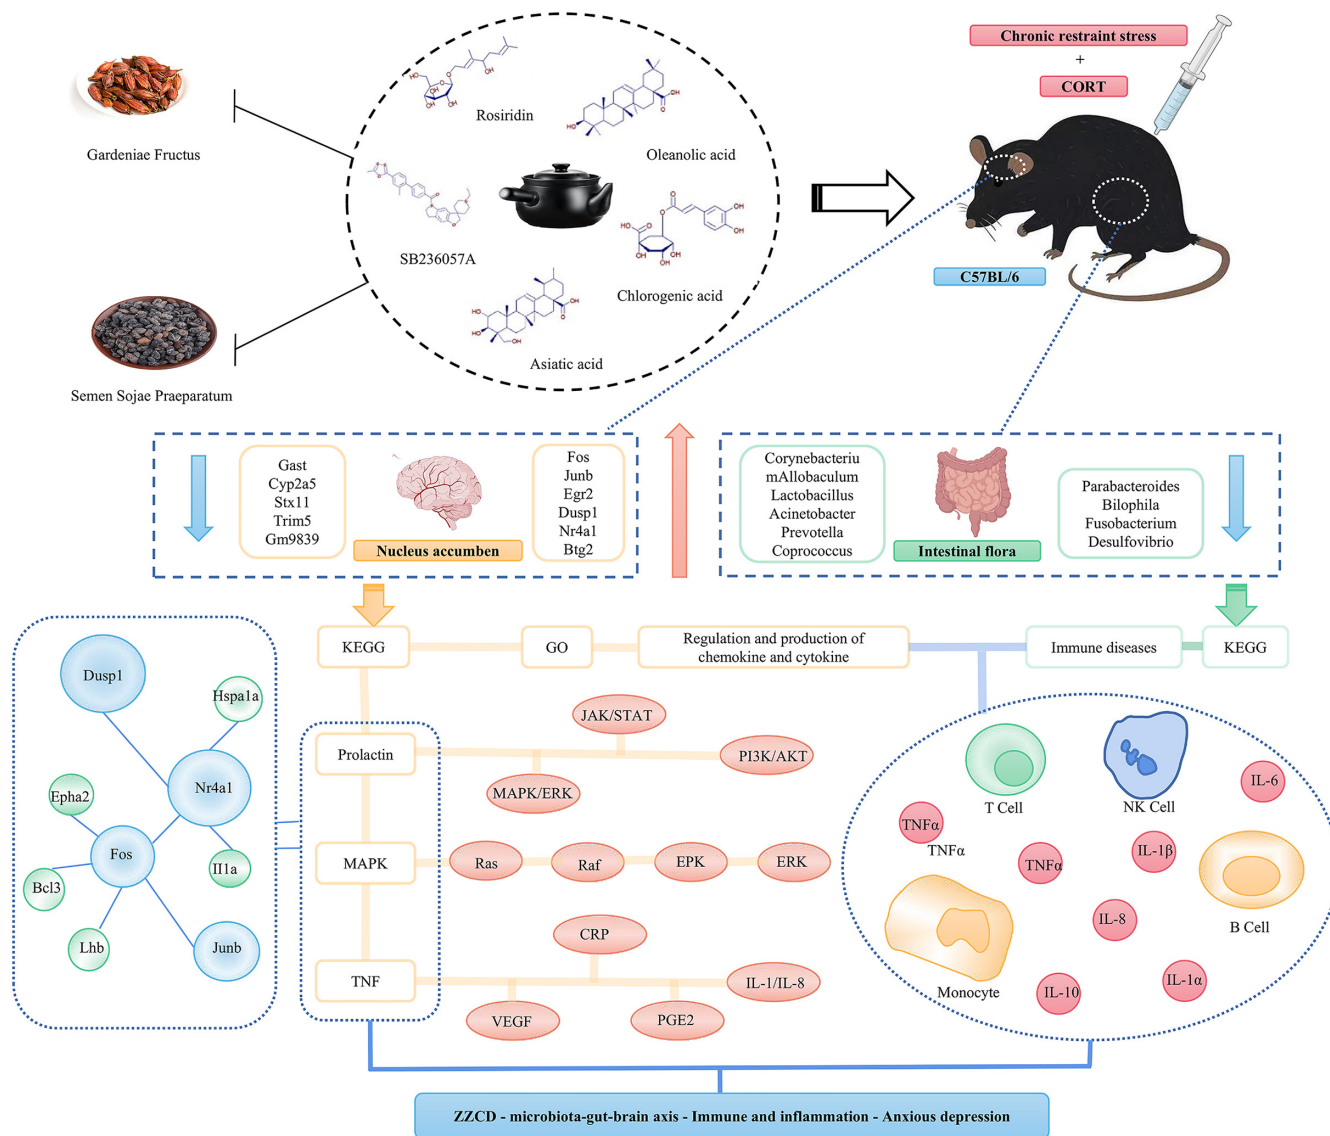 Chronic restraint stress
+
CORT
Gardeniae Fructus
Rosiridin
Oleanolic acid
SB236057A
Chlorogenic acid
Asiatic acid
Semen Sojae Praeparatum
C57BL/6
Gast
Cyp2a5
Stx11
Trim5
Gm9839
Nucleus accumben
Fos
Junb
Egr2
Dusp1
Nr4a1
Btg2
Corynebacteriu
mAllobaculum
Lactobacillus
Acinetobacter
Prevotella
Coprococcus
Intestinal flora
Parabacteroides
Bilophila
Fusobacterium
Desulfovibrio
KEGG
GO
Regulation and production of
chemokine and cytokine
Immune diseases
KEGG
Dusp1
Hspa1a
Nr4a1
Epha2
Fos
Il1a
Bcl3
Lhb
Junb
Prolactin
JAK/STAT
PI3K/AKT
MAPK/ERK
MAPK
Ras
Raf
EPK
ERK
TNF
CRP
IL-1/IL-8
VEGF
PGE2
T Cell
NK Cell
IL-6
TNFα
TNFα
TNFα
IL-1β
IL-8
B Cell
Monocyte
IL-10
IL-1α
ZZCD - microbiota-gut-brain axis - Immune and inflammation - Anxious depression